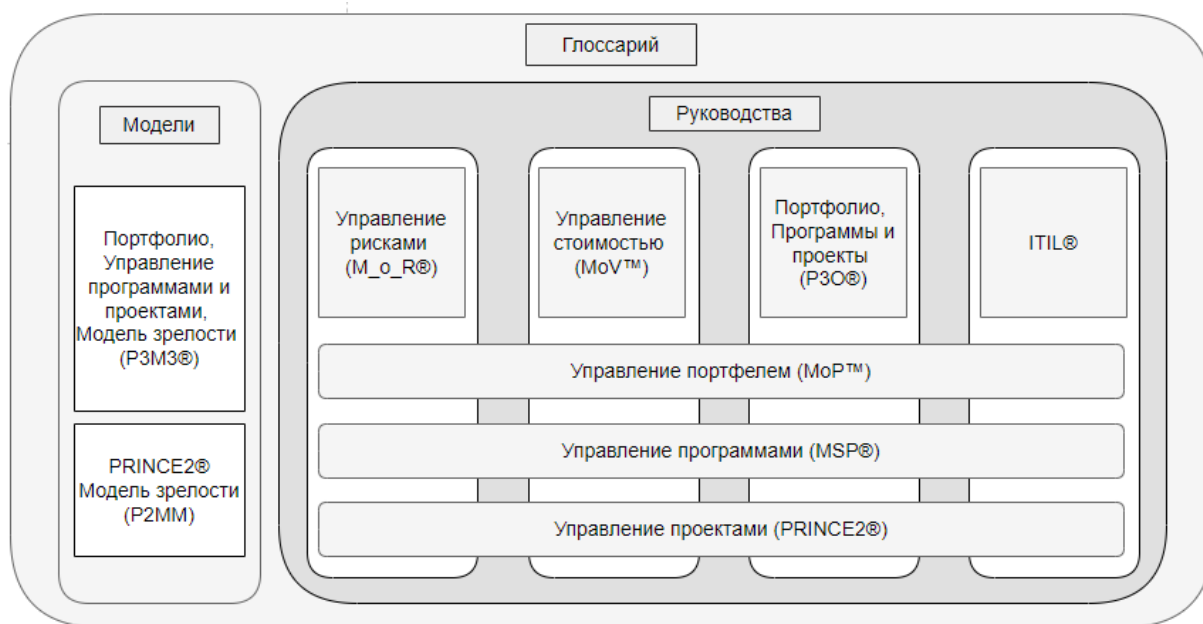 Глоссарий
Модели
Портфолио,
Управление
программами и
проектами,
Модель зрелости
(P3M3®)
PRINCE2®
Модель зрелости
(P2MM)
Руководства
Управление
рисками
(M_o_R®)
Управление
стоимостью
(MoV™)
Портфолио,
Программы и
проекты
(P3O®)
ITIL®
Управление портфелем (MoP™)
Управление программами (MSP®)
Управление проектами (PRINCE2®)